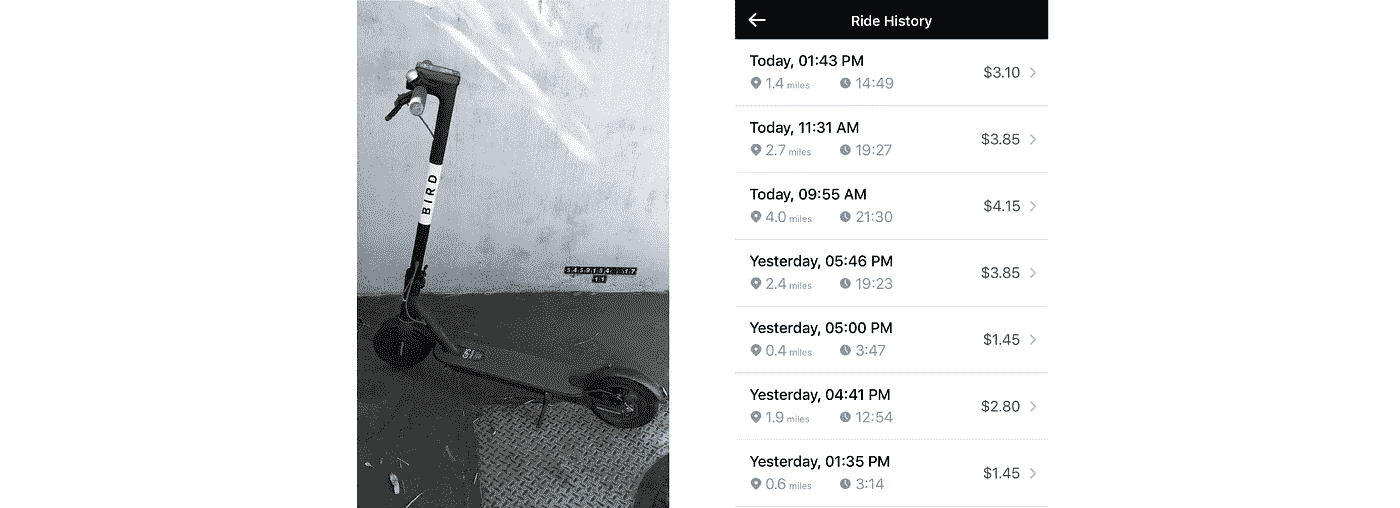 BIRD
Ride History
Today, 01:43 PM
1.4 miles 14:49
$3.10
Today, 11:31 AM
2.7 miles 19:27
$3.85
Today, 09:55 AM
4.0 miles 21:30
$4.15
Yesterday, 05:46 PM
2.4 miles 19:23
$3.85
Yesterday, 05:00 PM
0.4 miles 3:47
$1.45
Yesterday, 04:41 PM
1.9 miles 12:54
$2.80
Yesterday, 01:35 PM
0.6 miles 3:14
$1.45